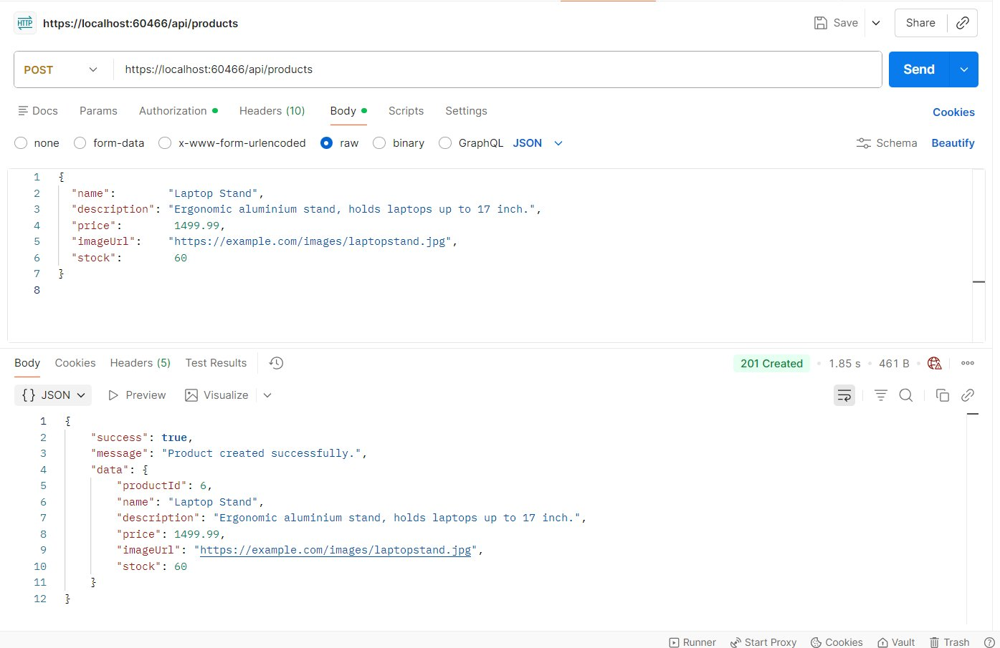 HTTP https://localhost:60466/api/products Save Share
POST https://localhost:60466/api/products Send
Docs Params Authorization Headers (10) Body Scripts Settings Cookies
none form-data x-www-form-urlencoded raw binary GraphQL JSON Schema Beautify
1 {
2 "name": "Laptop Stand",
3 "description": "Ergonomic aluminium stand, holds laptops up to 17 inch.",
4 "price": 1499.99,
5 "imageUrl": "https://example.com/images/laptopstand.jpg",
6 "stock": 60
7 }
8
Body Cookies Headers (5) Test Results 201 Created 1.85 s 461 B
{} JSON Preview Visualize
1 {
2 "success": true,
3 "message": "Product created successfully.",
4 "data": {
5 "productId": 6,
6 "name": "Laptop Stand",
7 "description": "Ergonomic aluminium stand, holds laptops up to 17 inch.",
8 "price": 1499.99,
9 "imageUrl": "https://example.com/images/laptopstand.jpg",
10 "stock": 60
11 }
12 }
Runner Start Proxy Cookies Vault Trash